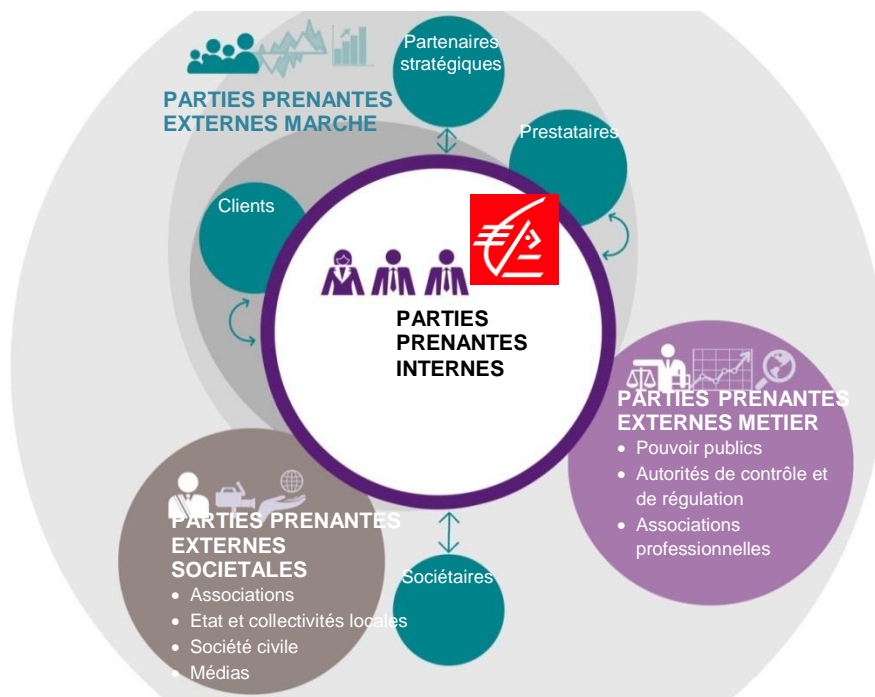 Partenaires
stratégiques
PARTIES PRENANTES
EXTERNES MARCHE
Prestataires
Clients
PARTIES
PRENANTES
INTERNES
PARTIES PRENANTES
EXTERNES METIER
• Pouvoir publics
• Autorités de contrôle et
de régulation
• Associations
professionnelles
PARTIES PRENANTES
EXTERNES
SOCIETALES
• Associations
• Etat et collectivités locales
• Société civile
• Médias
Sociétaires